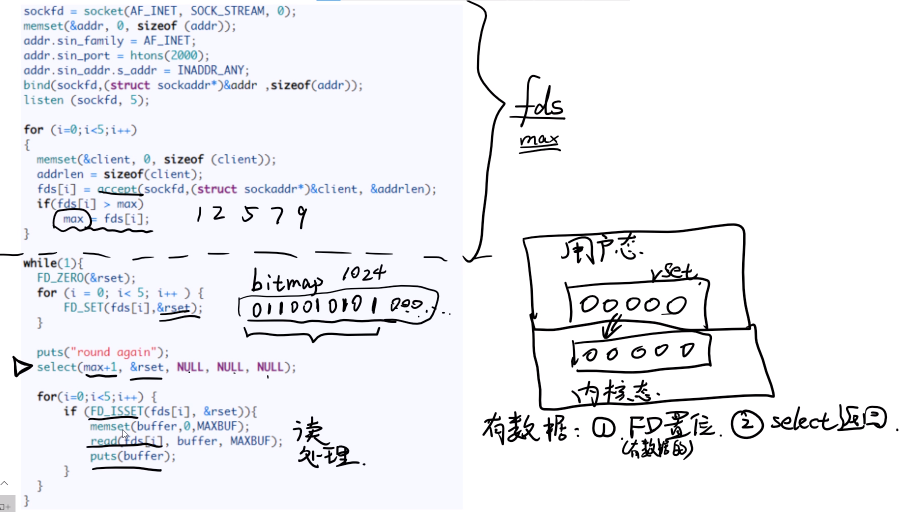 sockfd = socket(AF_INET, SOCK_STREAM, 0);
memset(&addr, 0, sizeof (addr));
addr.sin_family = AF_INET;
addr.sin_port = htons(2000);
addr.sin_addr.s_addr = INADDR_ANY;
bind(sockfd,(struct sockaddr*)&addr ,sizeof(addr));
listen (sockfd, 5);
for (i=0;i<5;i++)
{
memset(&client, 0, sizeof (client));
addrlen = sizeof(client);
fds[i] = accept(sockfd,(struct sockaddr*)&client, &addrlen);
if(fds[i] > max)
max = fds[i];
}
1 2 5 7 9
fds
max
while(1){
FD_ZERO(&rset);
for (i = 0; i< 5; i++ ) {
FD_SET(fds[i],&rset);
}
bitmap 1024
0110010101 000...
puts("round again");
select(max+1, &rset, NULL, NULL, NULL);
for(i=0;i<5;i++) {
if (FD_ISSET(fds[i], &rset)){
memset(buffer,0,MAXBUF);
read(fds[i], buffer, MAXBUF);
puts(buffer);
}
}
}
读
处理.
用户态.
rset.
00000
00000
内核态.
有数据: ① FD置位. ② select返回.
(有数据的)